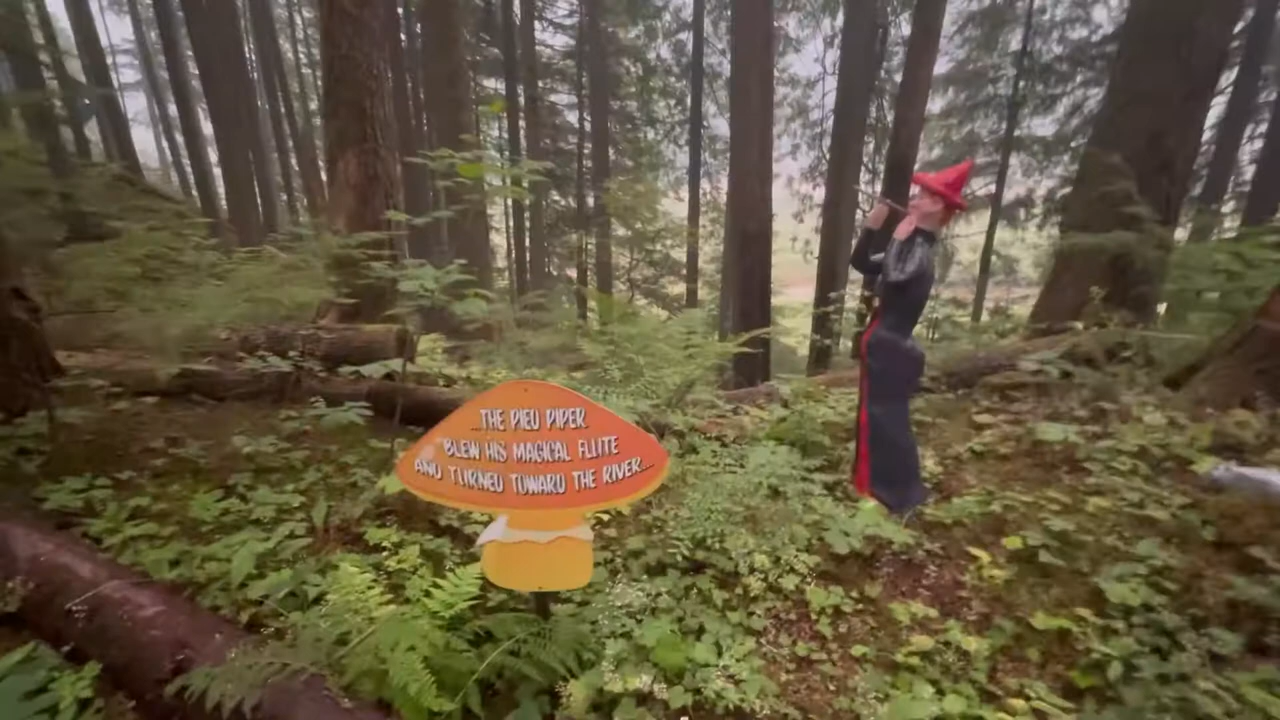 ...THE PIED PIPER
BLEW HIS MAGICAL FLUTE
AND TURNED TOWARD THE RIVER...